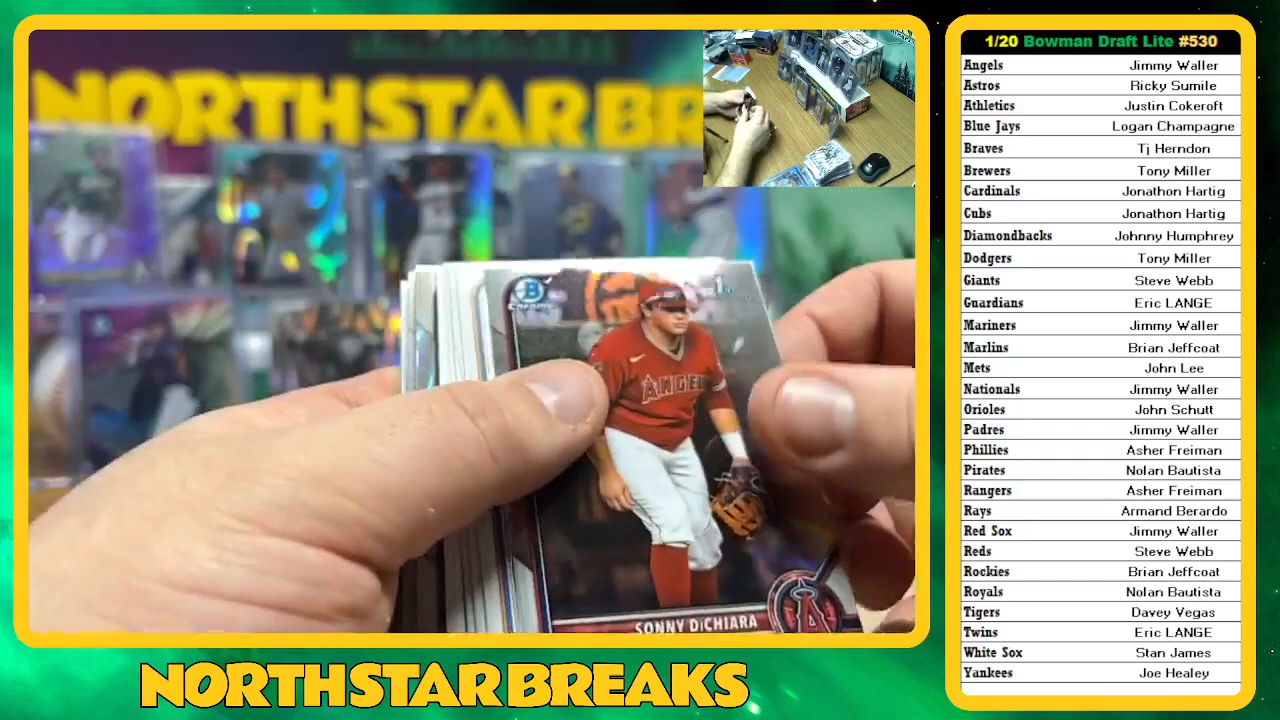 NORTHSTAR BR
B
CHROME
ANGEL
SONNY DiCHIARA
A
NORTHSTAR BREAKS
1/20 Bowman Draft Lite #530
Angels Jimmy Waller
Astros Ricky Sumile
Athletics Justin Cokeroft
Blue Jays Logan Champagne
Braves Tj Herndon
Brewers Tony Miller
Cardinals Jonathon Hartig
Cubs Jonathon Hartig
Diamondbacks Johnny Humphrey
Dodgers Tony Miller
Giants Steve Webb
Guardians Eric LANGE
Mariners Jimmy Waller
Marlins Brian Jeffcoat
Mets John Lee
Nationals Jimmy Waller
Orioles John Schutt
Padres Jimmy Waller
Phillies Asher Freiman
Pirates Nolan Bautista
Rangers Asher Freiman
Rays Armand Berardo
Red Sox Jimmy Waller
Reds Steve Webb
Rockies Brian Jeffcoat
Royals Nolan Bautista
Tigers Davey Vegas
Twins Eric LANGE
White Sox Stan James
Yankees Joe Healey